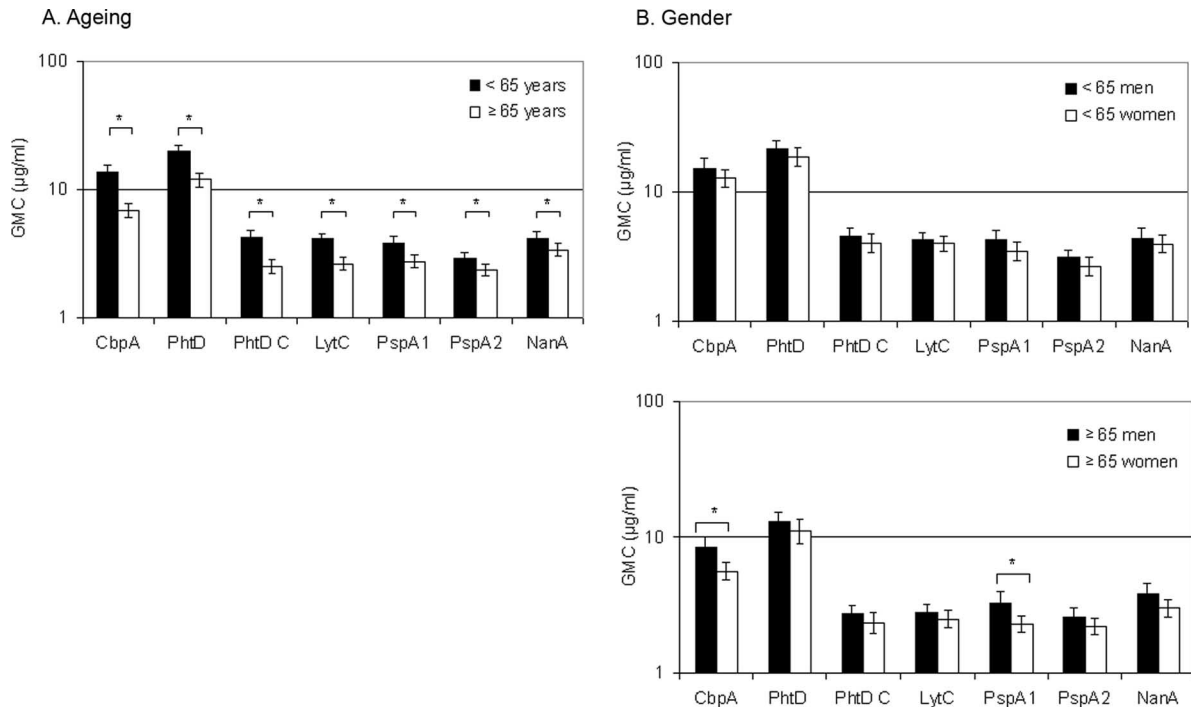 A. Ageing
100
10
1
GMC (µg/ml)
< 65 years
≥ 65 years
* * * * * * *
CbpA PhtD PhtD C LytC PspA1 PspA2 NanA
B. Gender
100
10
1
GMC (µg/ml)
< 65 men
< 65 women
CbpA PhtD PhtD C LytC PspA1 PspA2 NanA
100
10
1
GMC (µg/ml)
≥ 65 men
≥ 65 women
* *
CbpA PhtD PhtD C LytC PspA1 PspA2 NanA